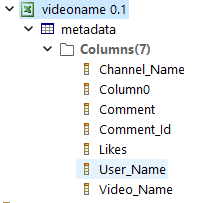 videoname 0.1
metadata
Columns(7)
Channel_Name
Column0
Comment
Comment_Id
Likes
User_Name
Video_Name